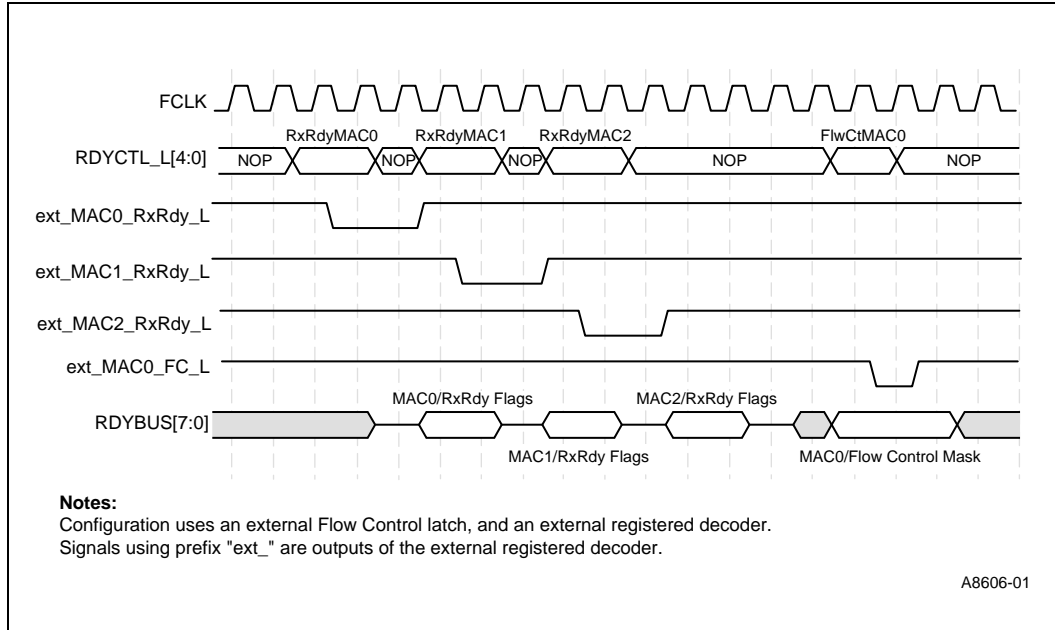 FCLK
RxRdyMAC0 RxRdyMAC1 RxRdyMAC2 FlwCtMAC0
RDYCTL_L[4:0] NOP NOP NOP NOP NOP
ext_MAC0_RxRdy_L
ext_MAC1_RxRdy_L
ext_MAC2_RxRdy_L
ext_MAC0_FC_L
MAC0/RxRdy Flags MAC2/RxRdy Flags
RDYBUS[7:0]
MAC1/RxRdy Flags MAC0/Flow Control Mask
Notes:
Configuration uses an external Flow Control latch, and an external registered decoder.
Signals using prefix "ext_" are outputs of the external registered decoder.
A8606-01